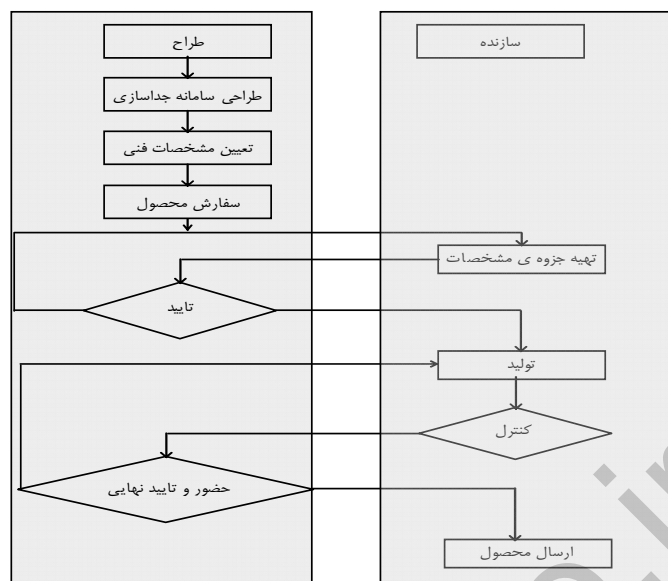 طراح
سازنده
طراحی سامانه جداسازی
تعیین مشخصات فنی
سفارش محصول
تهیه جزوه ی مشخصات
تایید
تولید
کنترل
حضور و تایید نهایی
ارسال محصول